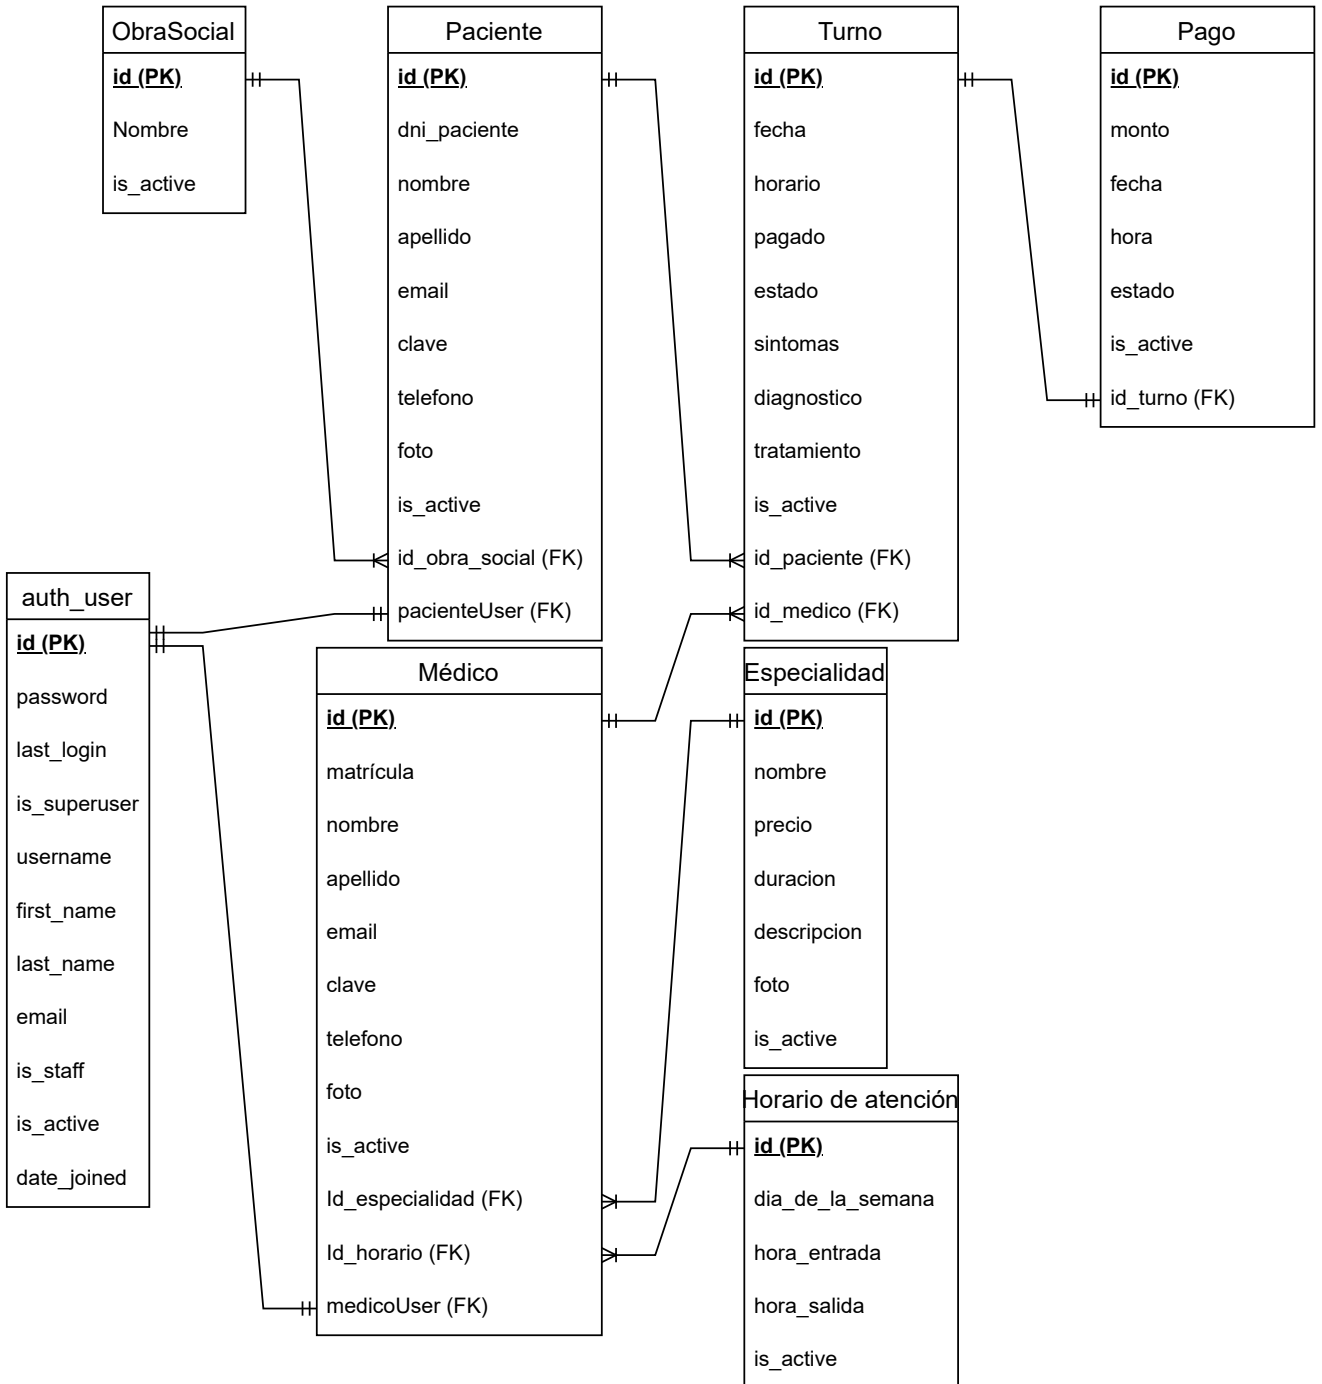 ObraSocial
id (PK)
Nombre
is_active
Paciente
id (PK)
dni_paciente
nombre
apellido
email
clave
telefono
foto
is_active
id_obra_social (FK)
pacienteUser (FK)
Turno
id (PK)
fecha
horario
pagado
estado
sintomas
diagnostico
tratamiento
is_active
id_paciente (FK)
id_medico (FK)
Pago
id (PK)
monto
fecha
hora
estado
is_active
id_turno (FK)
auth_user
id (PK)
password
last_login
is_superuser
username
first_name
last_name
email
is_staff
is_active
date_joined
Médico
id (PK)
matrícula
nombre
apellido
email
clave
telefono
foto
is_active
Id_especialidad (FK)
Id_horario (FK)
medicoUser (FK)
Especialidad
id (PK)
nombre
precio
duracion
descripcion
foto
is_active
Horario de atención
id (PK)
dia_de_la_semana
hora_entrada
hora_salida
is_active